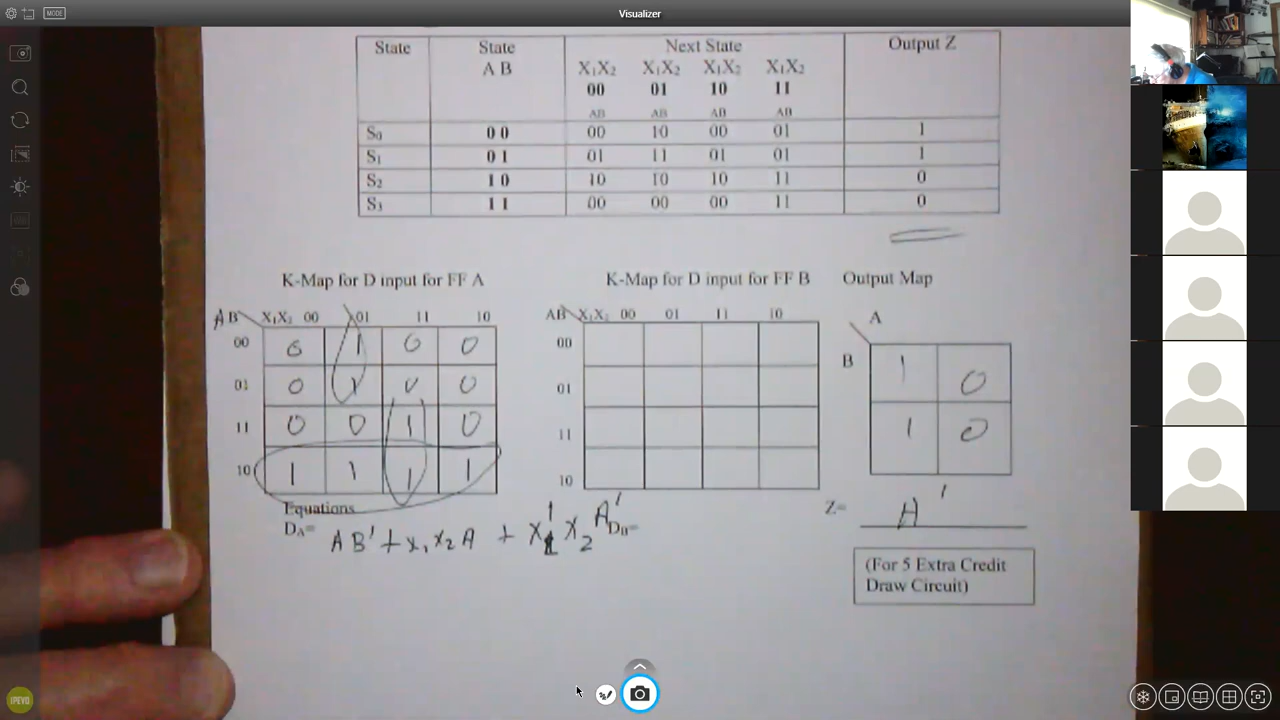 MODE
Visualizer
State State Next State Output Z
A B X₁X₂ X₁X₂ X₁X₂ X₁X₂
00 01 10 11
AB AB AB AB
S₀ 0 0 00 10 00 01 1
S₁ 0 1 01 11 01 01 1
S₂ 1 0 10 10 10 11 0
S₃ 1 1 00 00 00 11 0
K-Map for D input for FF A K-Map for D input for FF B Output Map
AB X₁X₂ 00 01 11 10 AB X₁X₂ 00 01 11 10 A
00 0 1 0 0 00 B 1 0
01 0 1 0 0 01
11 0 0 1 0 11 1 0
10 1 1 1 1 10
Equations
D_A= AB' + x₁x₂A + X₁'X₂A' D_B= Z= A'
(For 5 Extra Credit
Draw Circuit)
IPEVO